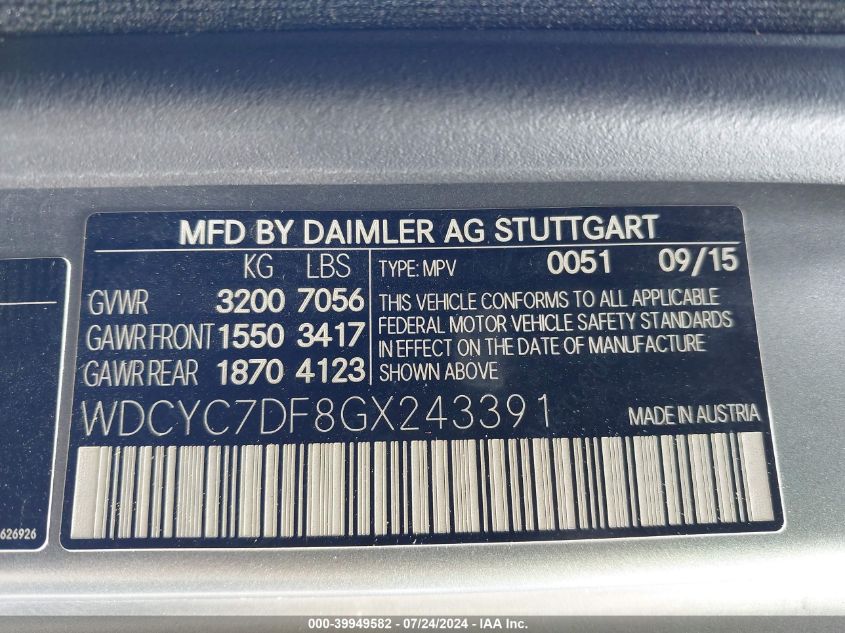 MFD BY DAIMLER AG STUTTGART
KG LBS
GVWR 3200 7056
GAWR FRONT 1550 3417
GAWR REAR 1870 4123
TYPE: MPV 0051 09/15
THIS VEHICLE CONFORMS TO ALL APPLICABLE
FEDERAL MOTOR VEHICLE SAFETY STANDARDS
IN EFFECT ON THE DATE OF MANUFACTURE
SHOWN ABOVE
WDCYC7DF8GX243391 MADE IN AUSTRIA
626926
000-39949582 / 07/24/2024 - IAA Inc.